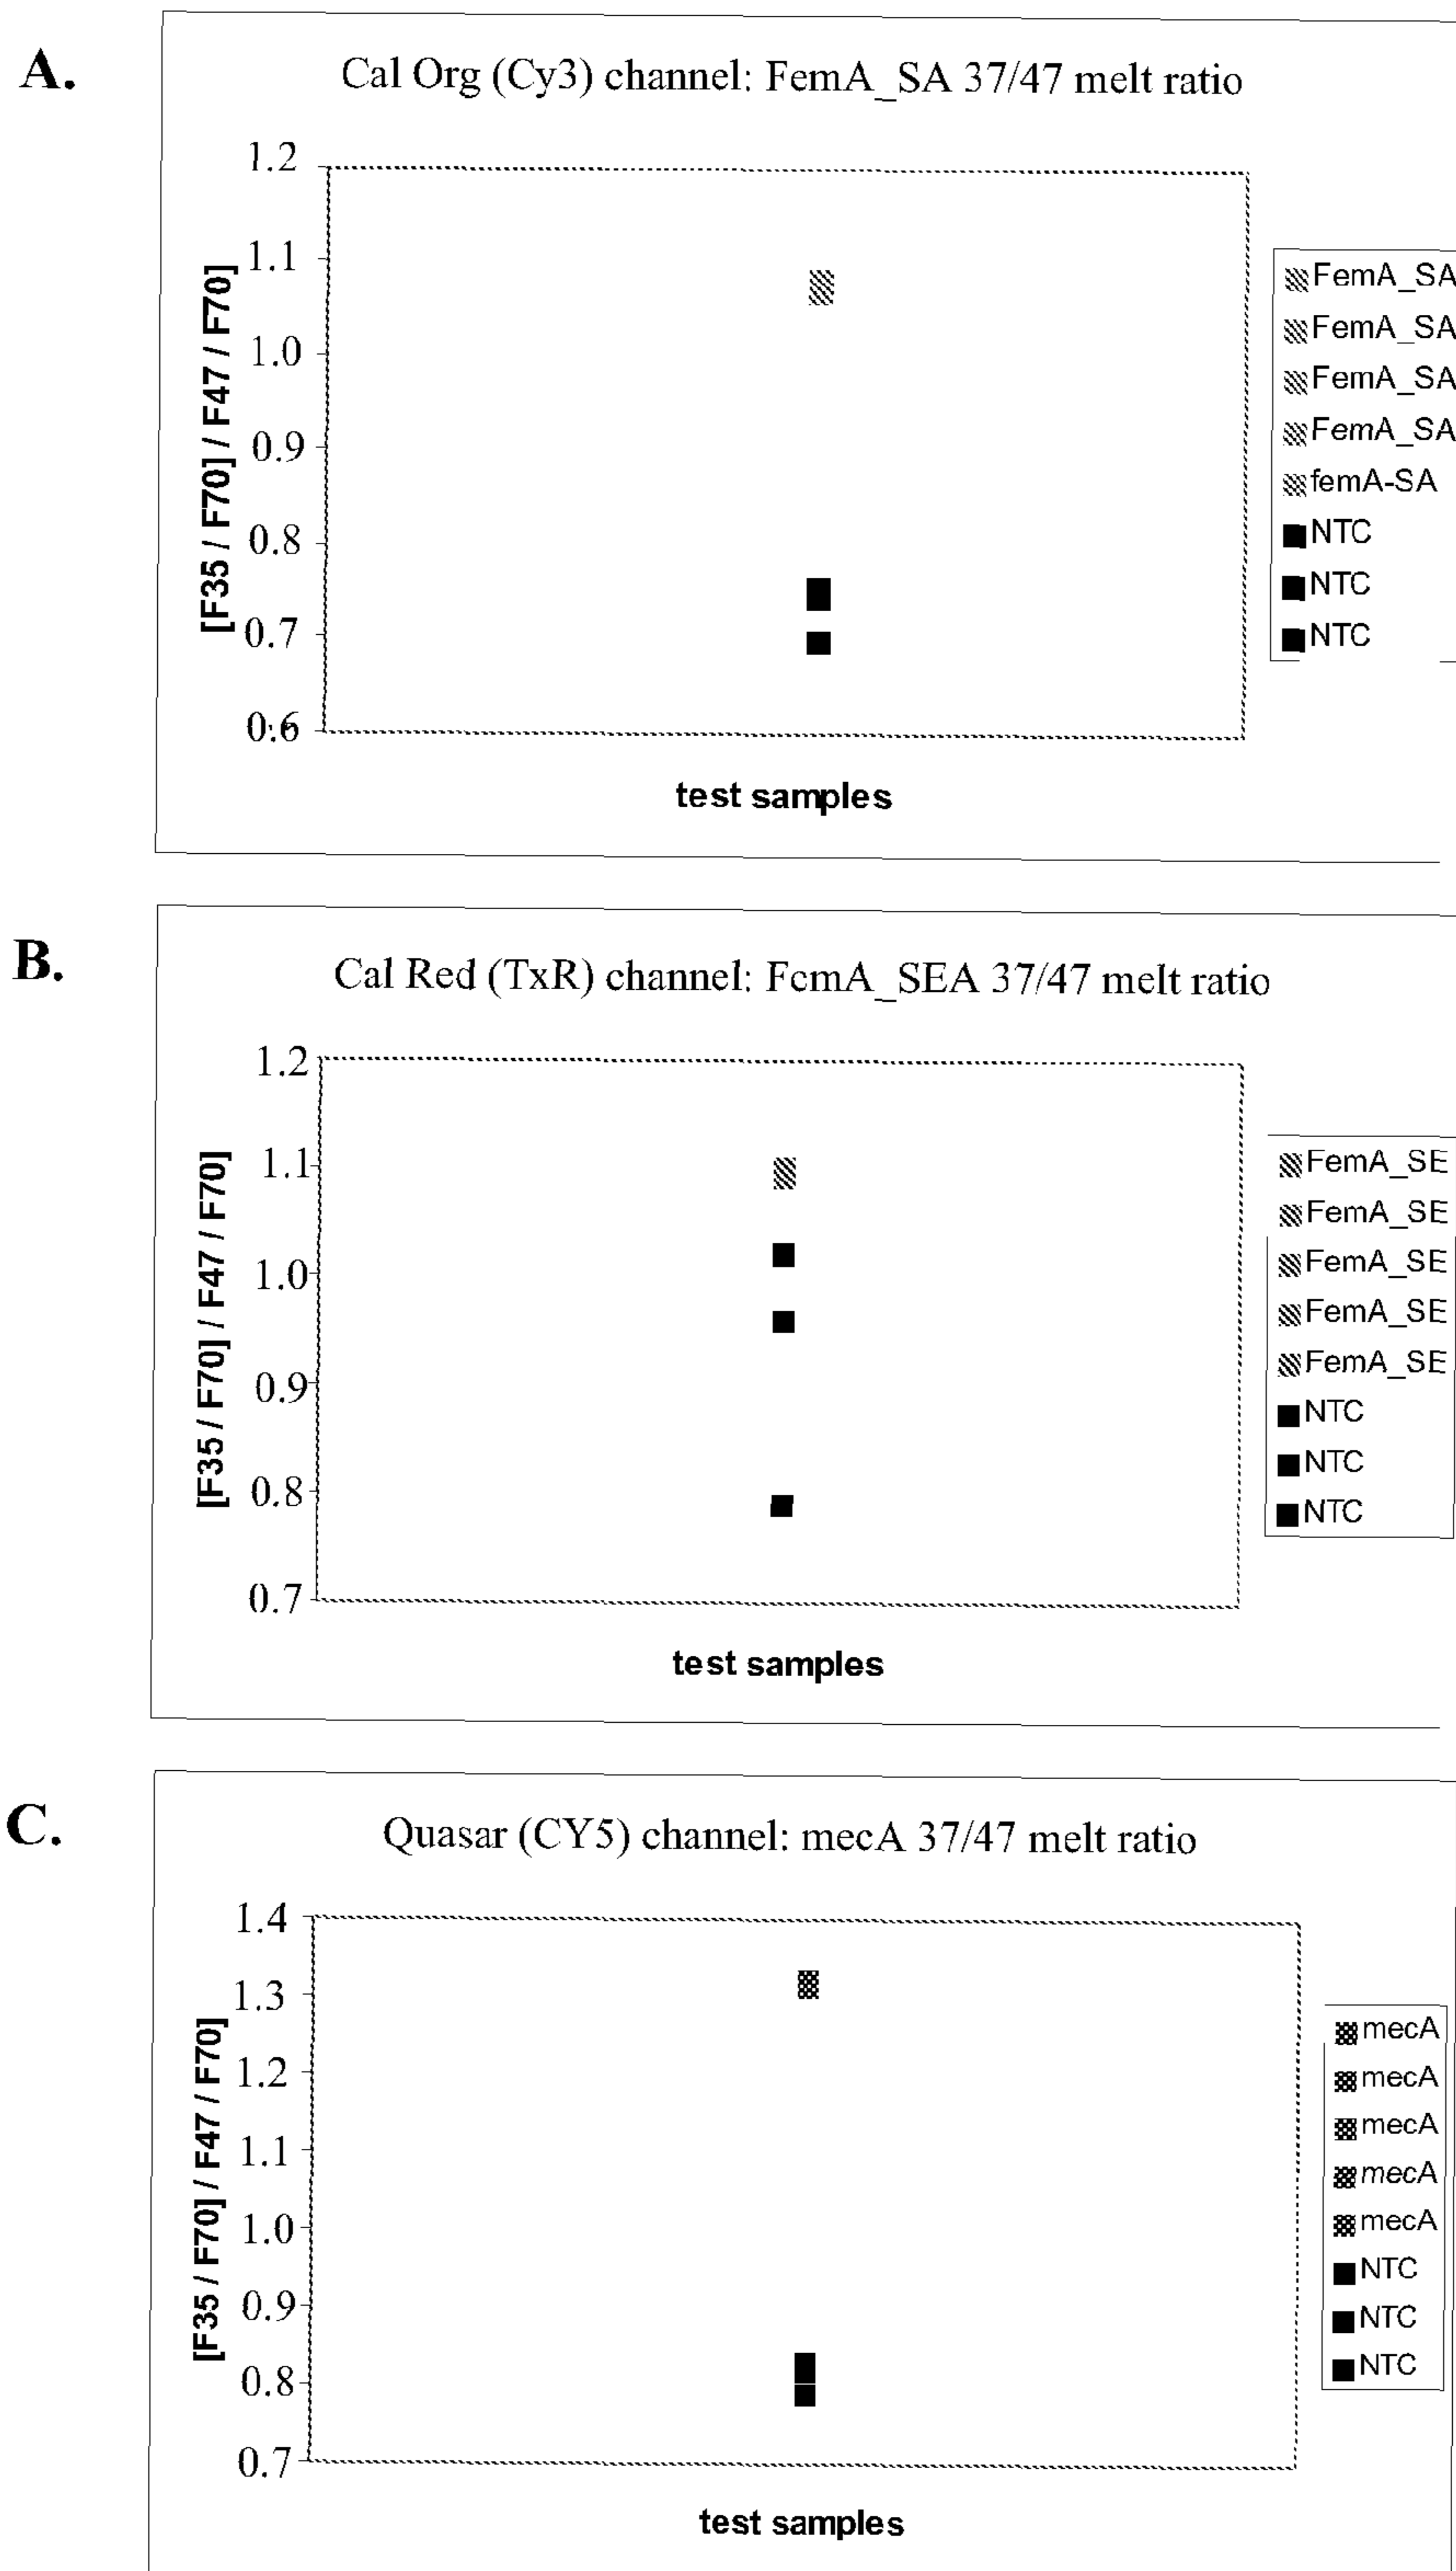 A.
Cal Org (Cy3) channel: FemA_SA 37/47 melt ratio
1.2
1.1
1.0
0.9
0.8
0.7
0.6
[F35 / F70] / F47 / F70]
test samples
FemA_SA
FemA_SA
FemA_SA
FemA_SA
femA-SA
NTC
NTC
NTC
B.
Cal Red (TxR) channel: FemA_SEA 37/47 melt ratio
1.2
1.1
1.0
0.9
0.8
0.7
[F35 / F70] / F47 / F70]
test samples
FemA_SE
FemA_SE
FemA_SE
FemA_SE
FemA_SE
NTC
NTC
NTC
C.
Quasar (CY5) channel: mecA 37/47 melt ratio
1.4
1.3
1.2
1.1
1.0
0.9
0.8
0.7
[F35 / F70] / F47 / F70]
test samples
mecA
mecA
mecA
mecA
mecA
NTC
NTC
NTC